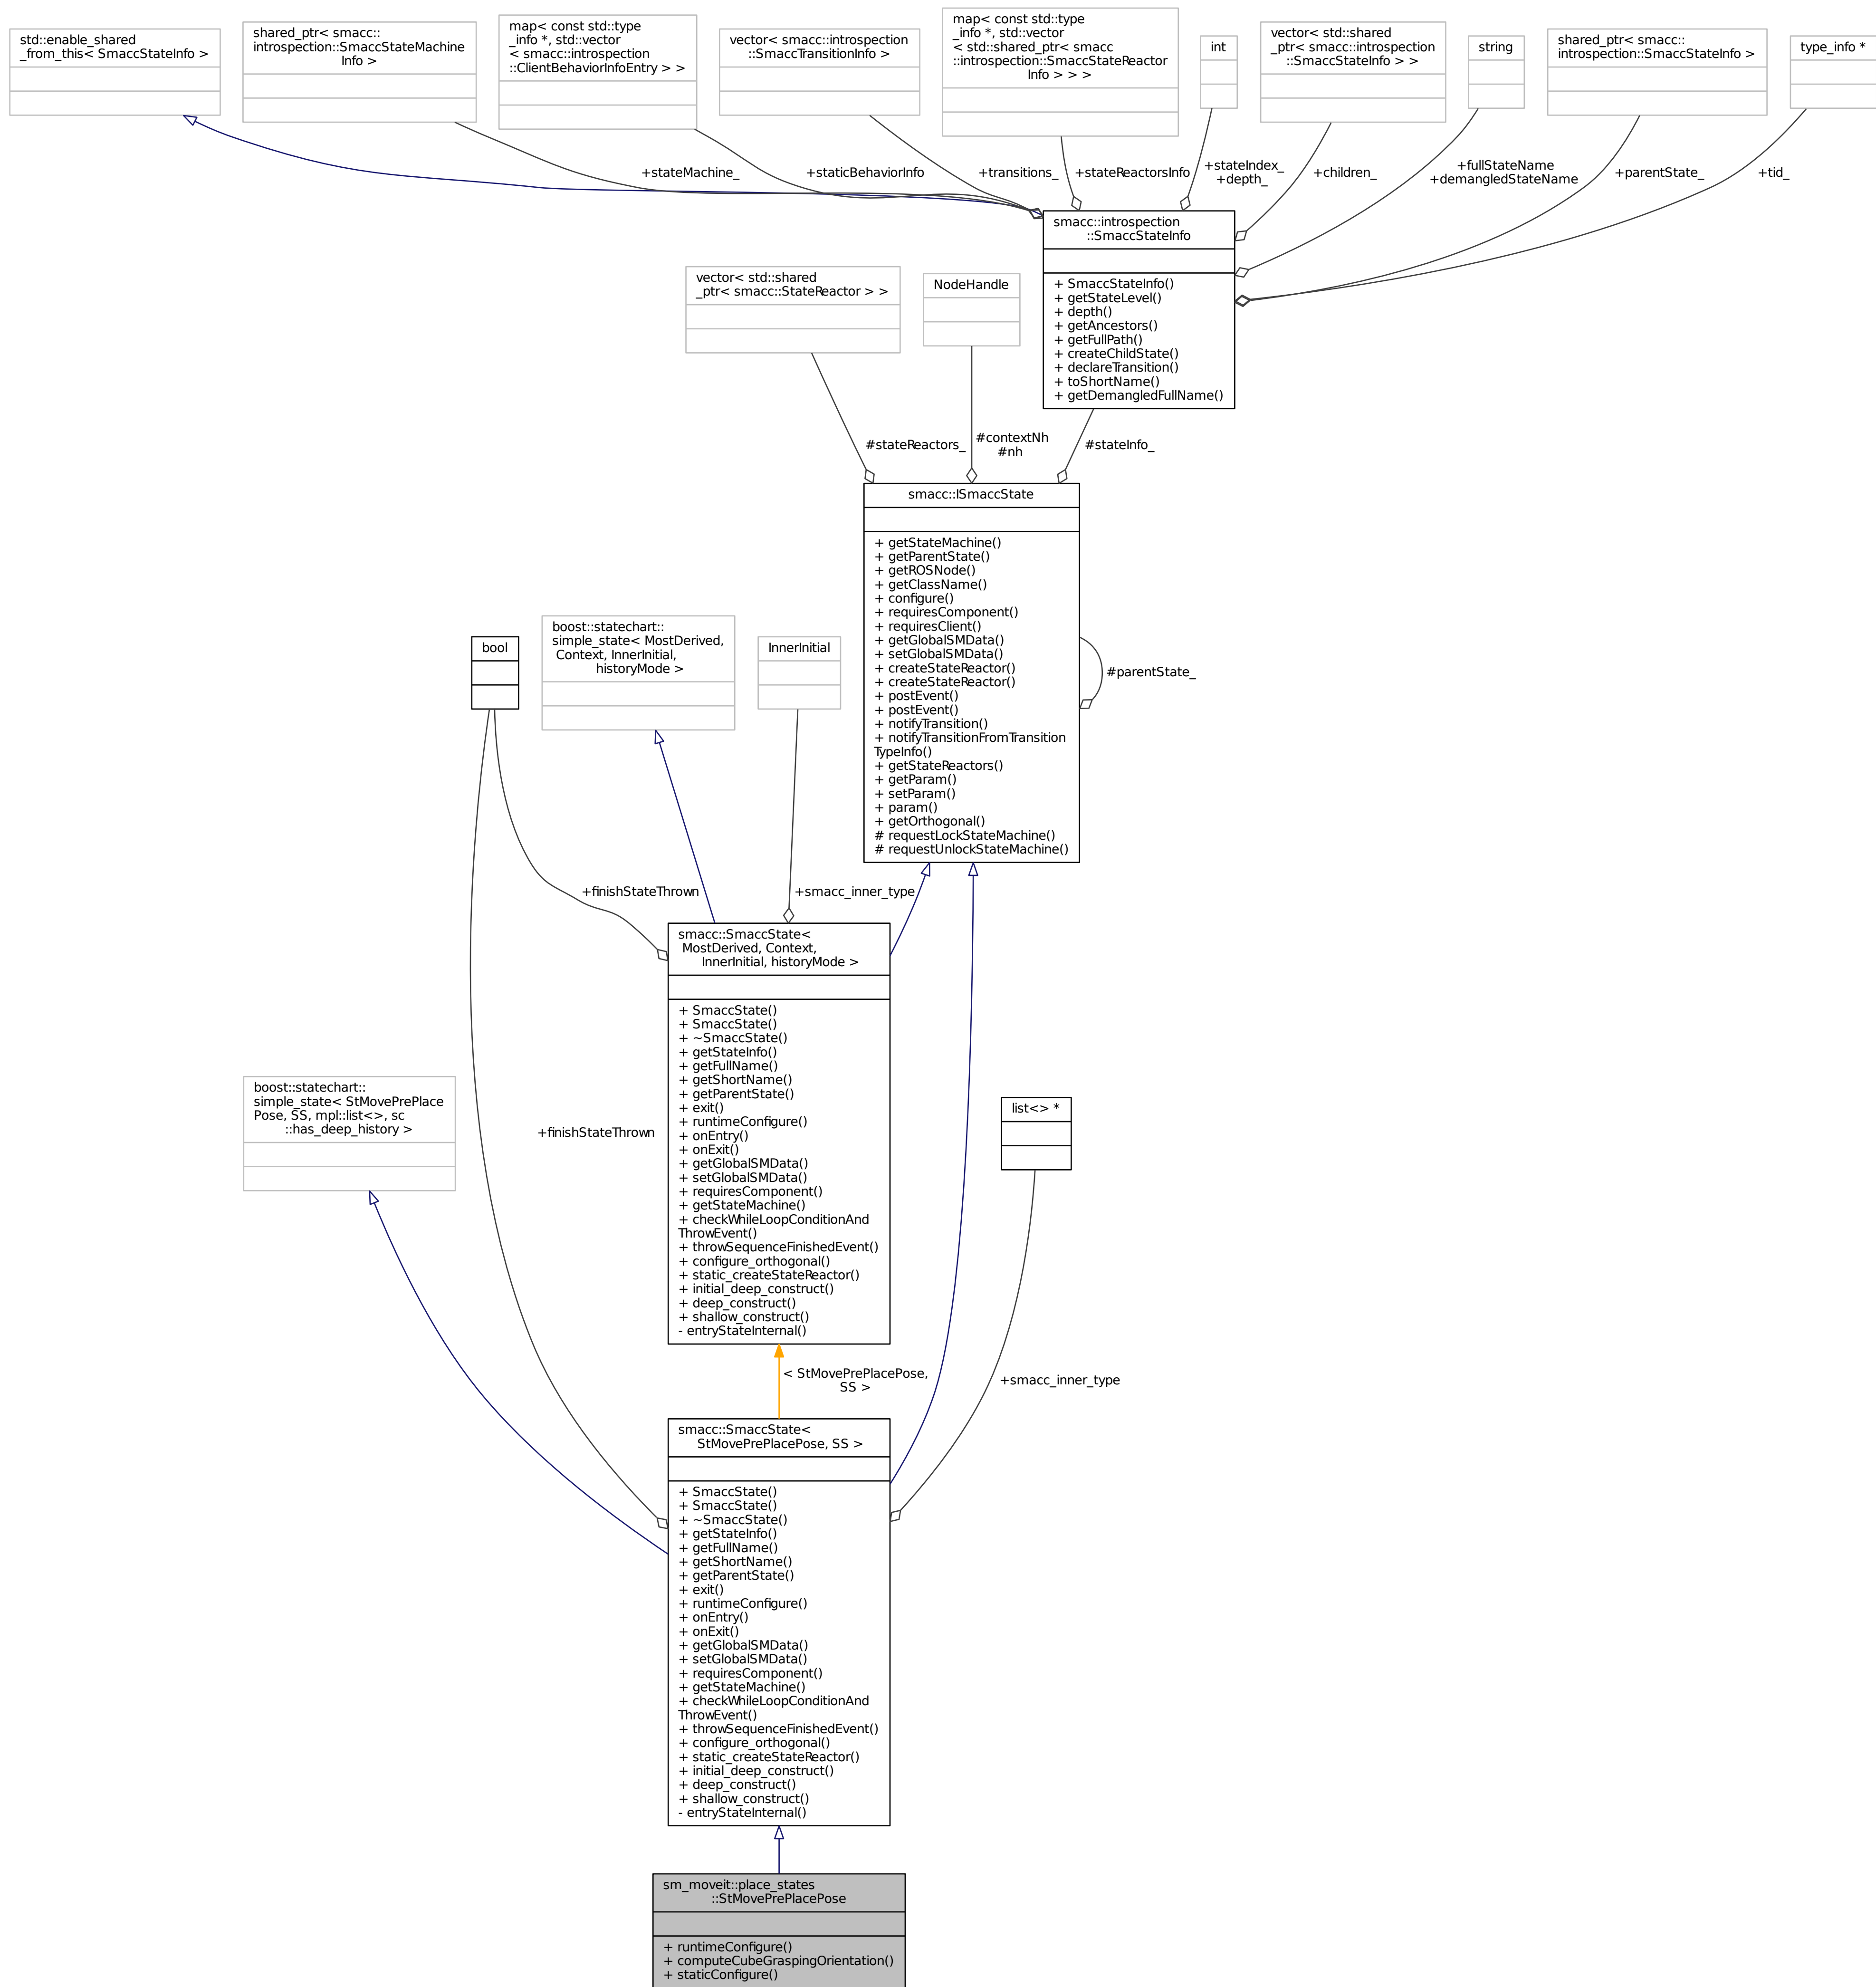 std::enable_shared
_from_this< SmaccStateInfo >
shared_ptr< smacc::
introspection::SmaccStateMachine
Info >
map< const std::type
_info *, std::vector
< smacc::introspection
::ClientBehaviorInfoEntry > >
vector< smacc::introspection
::SmaccTransitionInfo >
map< const std::type
_info *, std::vector
< std::shared_ptr< smacc
::introspection::SmaccStateReactor
Info > > >
int
vector< std::shared
_ptr< smacc::introspection
::SmaccStateInfo > >
string
shared_ptr< smacc::
introspection::SmaccStateInfo >
type_info *
+stateMachine_
+staticBehaviorInfo
+transitions_
+stateReactorsInfo
+stateIndex_
+depth_
+children_
+fullStateName
+demangledStateName
+parentState_
+tid_
smacc::introspection
::SmaccStateInfo
+ SmaccStateInfo()
+ getStateLevel()
+ depth()
+ getAncestors()
+ getFullPath()
+ createChildState()
+ declareTransition()
+ toShortName()
+ getDemangledFullName()
vector< std::shared
_ptr< smacc::StateReactor > >
NodeHandle
#stateReactors_
#contextNh
#nh
#stateInfo_
smacc::ISmaccState
+ getStateMachine()
+ getParentState()
+ getROSNode()
+ getClassName()
+ configure()
+ requiresComponent()
+ requiresClient()
+ getGlobalSMData()
+ setGlobalSMData()
+ createStateReactor()
+ createStateReactor()
+ postEvent()
+ postEvent()
+ notifyTransition()
+ notifyTransitionFromTransition
TypeInfo()
+ getStateReactors()
+ getParam()
+ setParam()
+ param()
+ getOrthogonal()
# requestLockStateMachine()
# requestUnlockStateMachine()
#parentState_
bool
boost::statechart::
simple_state< MostDerived,
Context, InnerInitial,
historyMode >
InnerInitial
+finishStateThrown
+smacc_inner_type
smacc::SmaccState<
MostDerived, Context,
InnerInitial, historyMode >
+ SmaccState()
+ SmaccState()
+ ~SmaccState()
+ getStateInfo()
+ getFullName()
+ getShortName()
+ getParentState()
+ exit()
+ runtimeConfigure()
+ onEntry()
+ onExit()
+ getGlobalSMData()
+ setGlobalSMData()
+ requiresComponent()
+ getStateMachine()
+ checkWhileLoopConditionAnd
ThrowEvent()
+ throwSequenceFinishedEvent()
+ configure_orthogonal()
+ static_createStateReactor()
+ initial_deep_construct()
+ deep_construct()
+ shallow_construct()
- entryStateInternal()
boost::statechart::
simple_state< StMovePrePlace
Pose, SS, mpl::list<>, sc
::has_deep_history >
+finishStateThrown
list<> *
< StMovePrePlacePose,
SS >
+smacc_inner_type
smacc::SmaccState<
StMovePrePlacePose, SS >
+ SmaccState()
+ SmaccState()
+ ~SmaccState()
+ getStateInfo()
+ getFullName()
+ getShortName()
+ getParentState()
+ exit()
+ runtimeConfigure()
+ onEntry()
+ onExit()
+ getGlobalSMData()
+ setGlobalSMData()
+ requiresComponent()
+ getStateMachine()
+ checkWhileLoopConditionAnd
ThrowEvent()
+ throwSequenceFinishedEvent()
+ configure_orthogonal()
+ static_createStateReactor()
+ initial_deep_construct()
+ deep_construct()
+ shallow_construct()
- entryStateInternal()
sm_moveit::place_states
::StMovePrePlacePose
+ runtimeConfigure()
+ computeCubeGraspingOrientation()
+ staticConfigure()